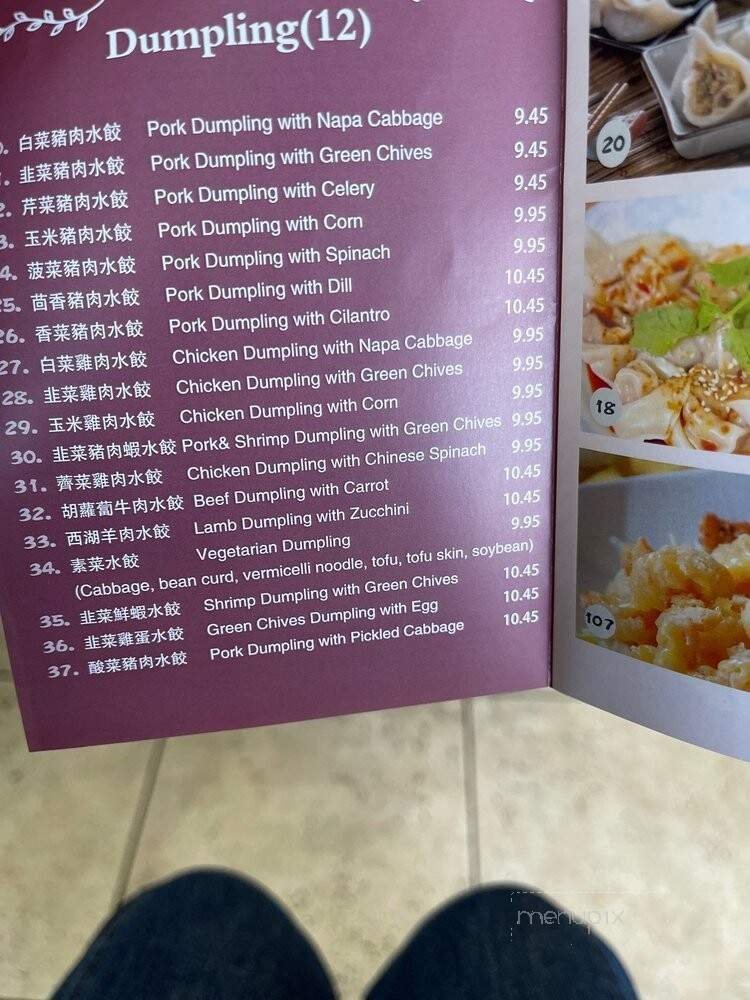 Dumpling(12)
0. 白菜豬肉水餃 Pork Dumpling with Napa Cabbage 9.45
1. 韭菜豬肉水餃 Pork Dumpling with Green Chives 9.45
2. 芹菜豬肉水餃 Pork Dumpling with Celery 9.45
3. 玉米豬肉水餃 Pork Dumpling with Corn 9.95
4. 菠菜豬肉水餃 Pork Dumpling with Spinach 9.95
25. 茴香豬肉水餃 Pork Dumpling with Dill 10.45
26. 香菜豬肉水餃 Pork Dumpling with Cilantro 10.45
27. 白菜雞肉水餃 Chicken Dumpling with Napa Cabbage 9.95
28. 韭菜雞肉水餃 Chicken Dumpling with Green Chives 9.95
29. 玉米雞肉水餃 Chicken Dumpling with Corn 9.95
30. 韭菜豬肉蝦水餃 Pork& Shrimp Dumpling with Green Chives 9.95
31. 薺菜雞肉水餃 Chicken Dumpling with Chinese Spinach 9.95
32. 胡蘿蔔牛肉水餃 Beef Dumpling with Carrot 10.45
33. 西湖羊肉水餃 Lamb Dumpling with Zucchini 10.45
34. 素菜水餃 Vegetarian Dumpling 9.95
(Cabbage, bean curd, vermicelli noodle, tofu, tofu skin, soybean)
35. 韭菜鮮蝦水餃 Shrimp Dumpling with Green Chives 10.45
36. 韭菜雞蛋水餃 Green Chives Dumpling with Egg 10.45
37. 酸菜豬肉水餃 Pork Dumpling with Pickled Cabbage 10.45
20
18
107
menupix